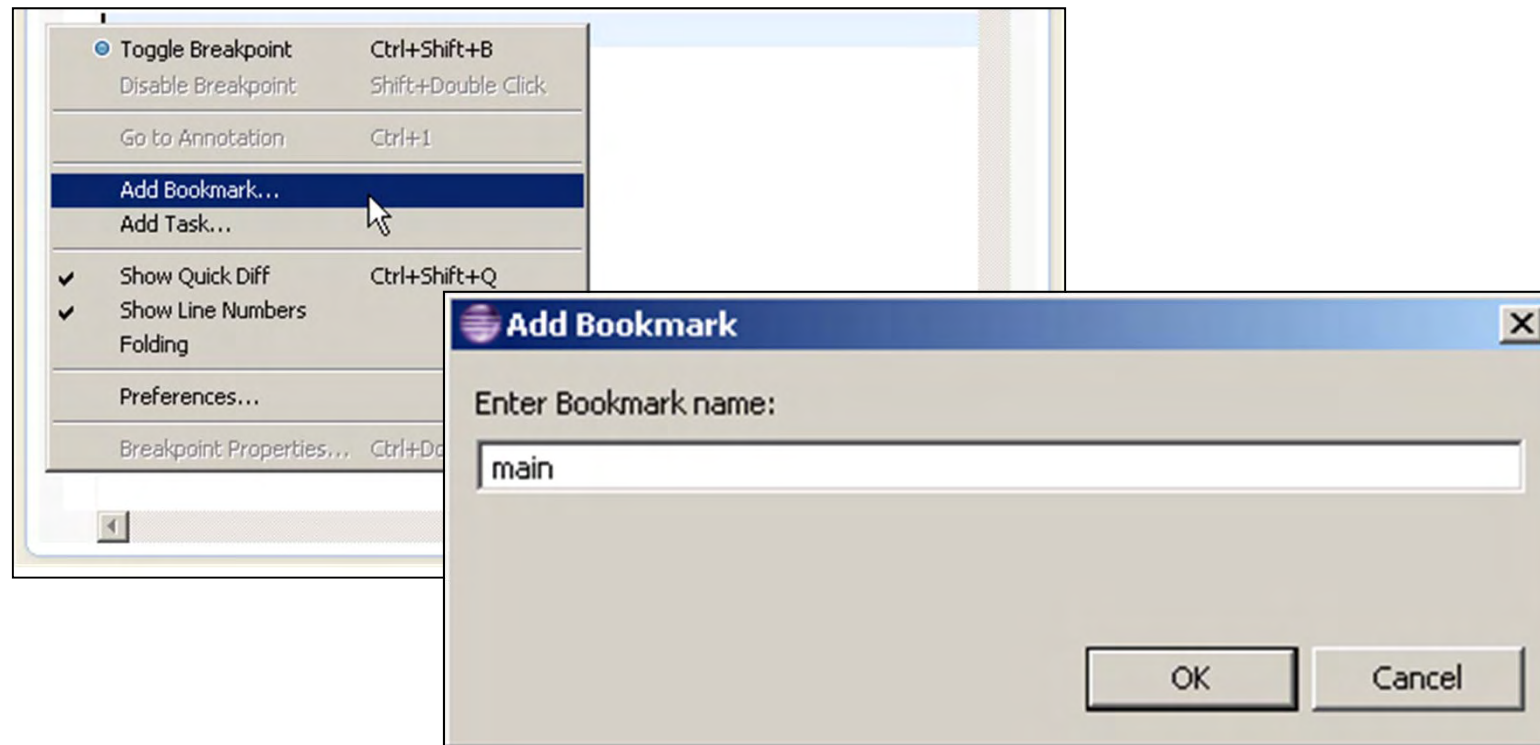 Toggle Breakpoint Ctrl+Shift+B
Disable Breakpoint Shift+Double Click
Go to Annotation Ctrl+1
Add Bookmark...
Add Task...
Show Quick Diff Ctrl+Shift+Q
Show Line Numbers
Folding
Preferences...
Breakpoint Properties... Ctrl+Do
Add Bookmark
Enter Bookmark name:
main
OK Cancel